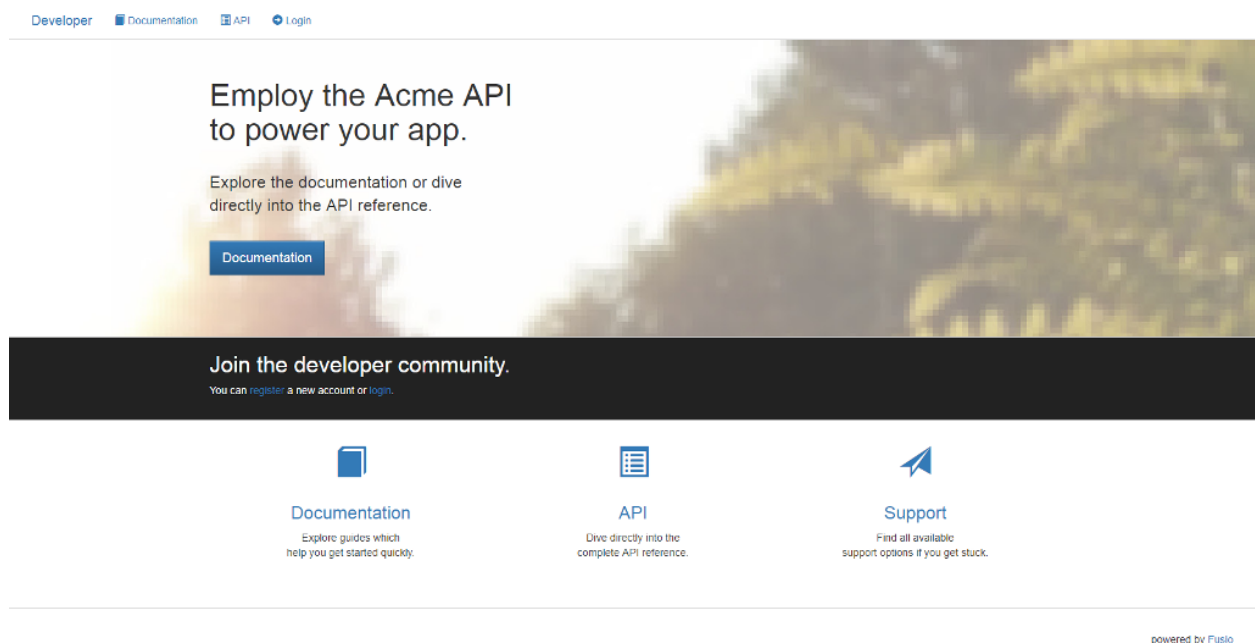 Developer Documentation API Login
Employ the Acme API
to power your app.
Explore the documentation or dive
directly into the API reference.
Documentation
Join the developer community.
You can register a new account or login.
Documentation
Explore guides which
help you get started quickly.
API
Dive directly into the
complete API reference.
Support
Find all available
support options if you get stuck.
powered by Fusio